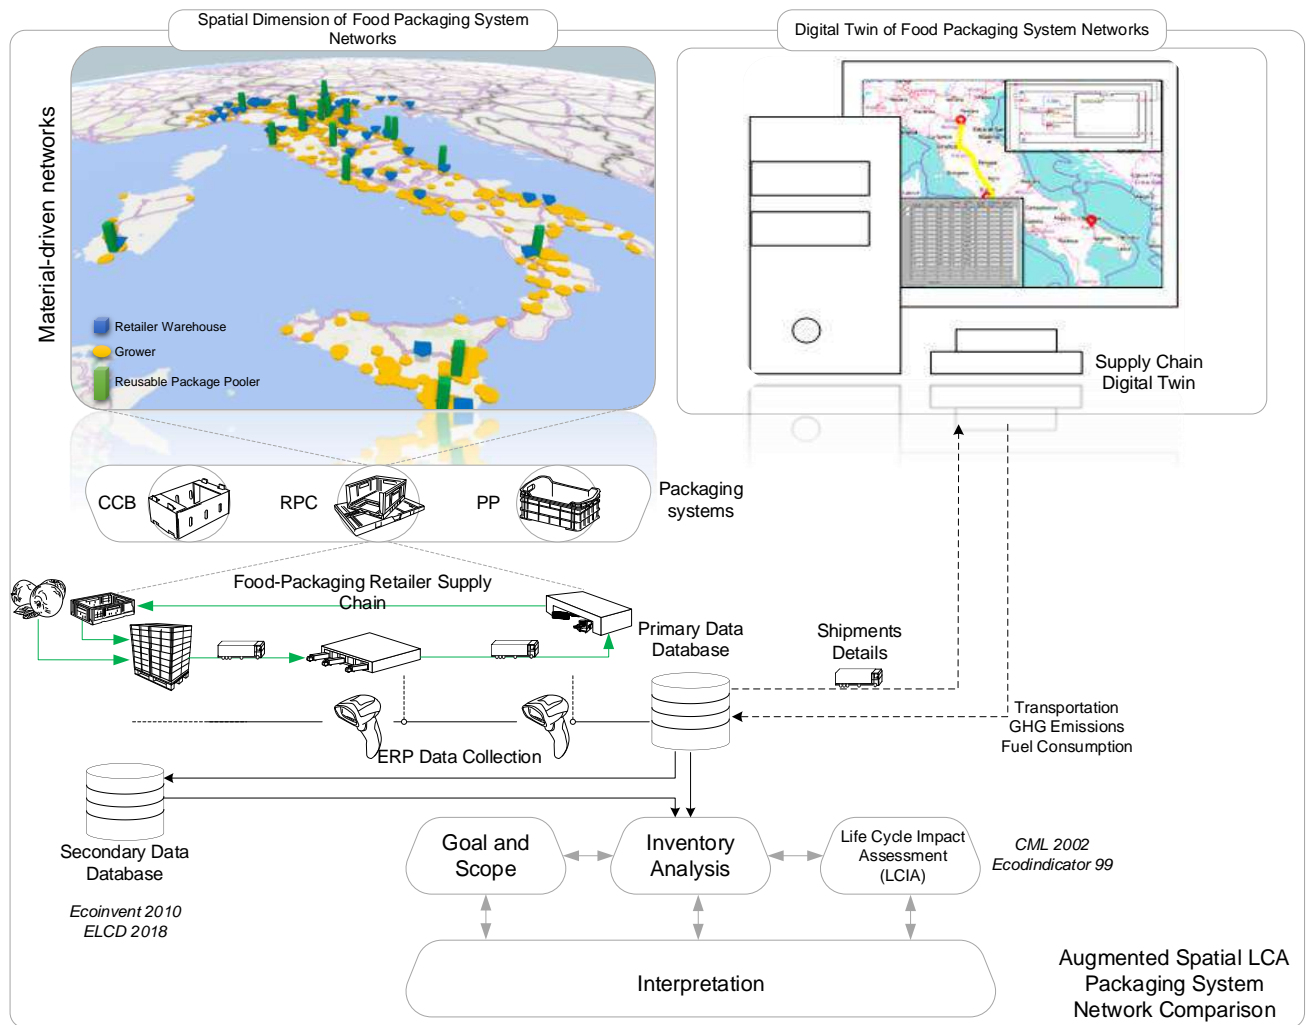 Spatial Dimension of Food Packaging System
Networks
Digital Twin of Food Packaging System Networks
Material-driven networks
Retailer Warehouse
Grower
Reusable Package Pooler
Supply Chain
Digital Twin
CCB
RPC
PP
Packaging
systems
Food-Packaging Retailer Supply
Chain
Primary Data
Database
Shipments
Details
Transportation
GHG Emissions
Fuel Consumption
ERP Data Collection
Secondary Data
Database
Ecoinvent 2010
ELCD 2018
Goal and
Scope
Inventory
Analysis
Life Cycle Impact
Assessment
(LCIA)
CML 2002
Ecodindicator 99
Interpretation
Augmented Spatial LCA
Packaging System
Network Comparison